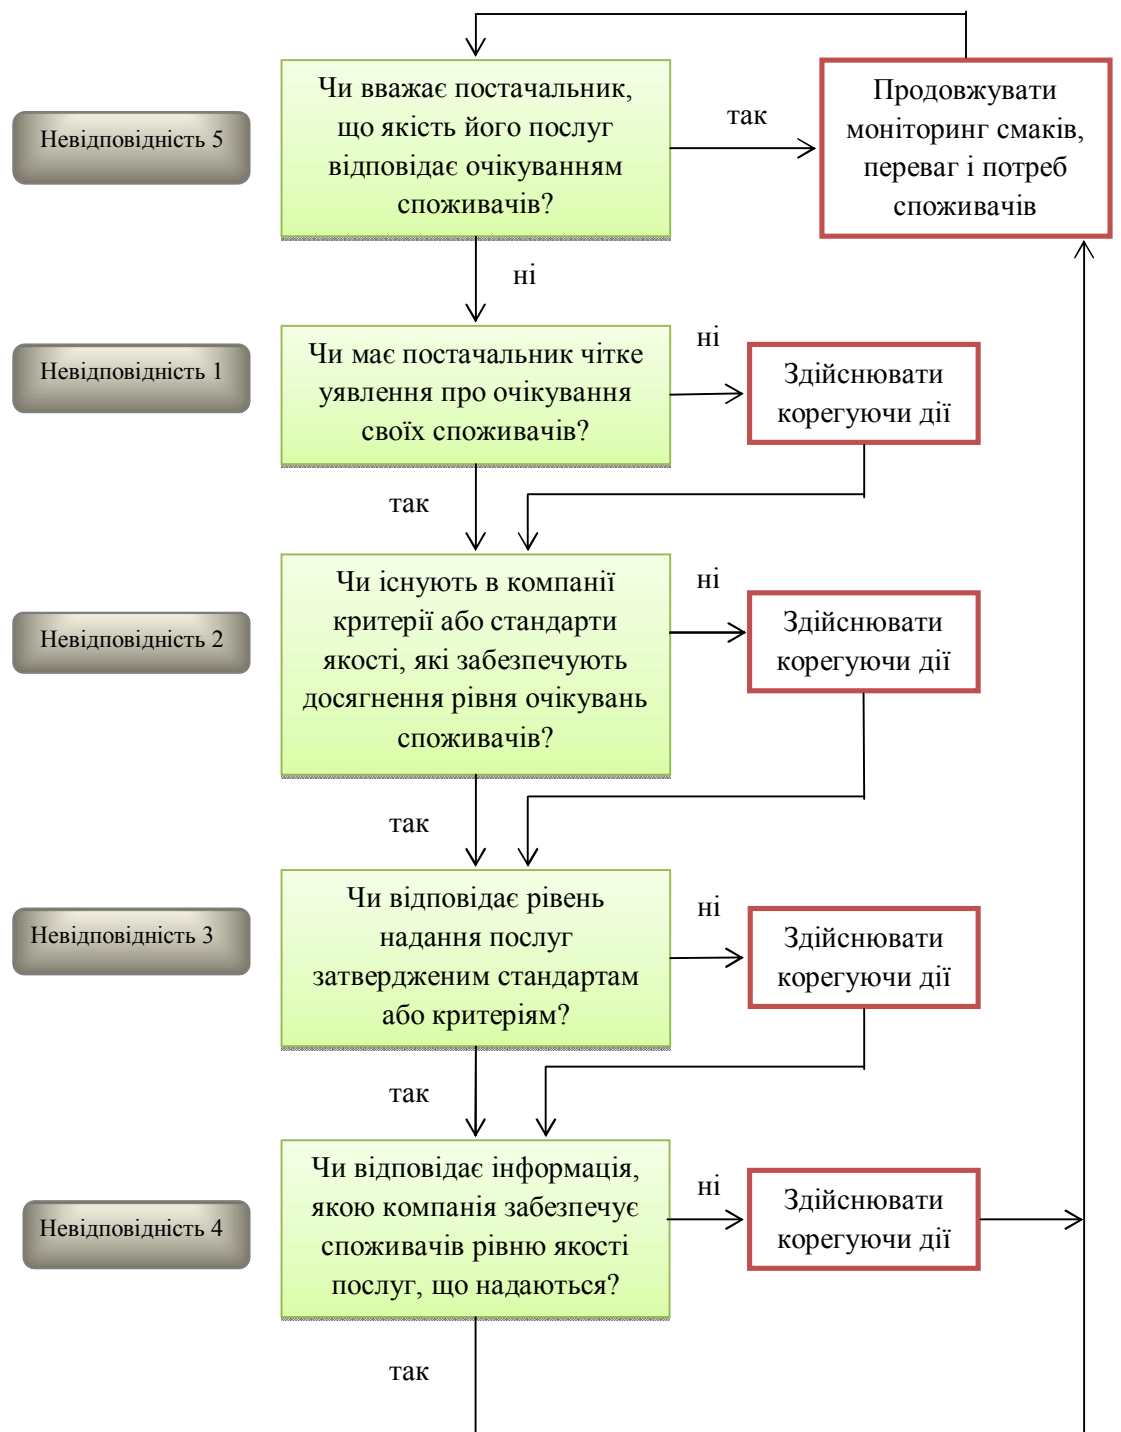 Невідповідність 5
Чи вважає постачальник,
що якість його послуг
відповідає очікуванням
споживачів?
так
Продовжувати
моніторинг смаків,
переваг і потреб
споживачів
ні
Невідповідність 1
Чи має постачальник чітке
уявлення про очікування
своїх споживачів?
ні
Здійснювати
корегуючи дії
так
Невідповідність 2
Чи існують в компанії
критерії або стандарти
якості, які забезпечують
досягнення рівня очікувань
споживачів?
ні
Здійснювати
корегуючи дії
так
Невідповідність 3
Чи відповідає рівень
надання послуг
затвердженим стандартам
або критеріям?
ні
Здійснювати
корегуючи дії
так
Невідповідність 4
Чи відповідає інформація,
якою компанія забезпечує
споживачів рівню якості
послуг, що надаються?
ні
Здійснювати
корегуючи дії
так